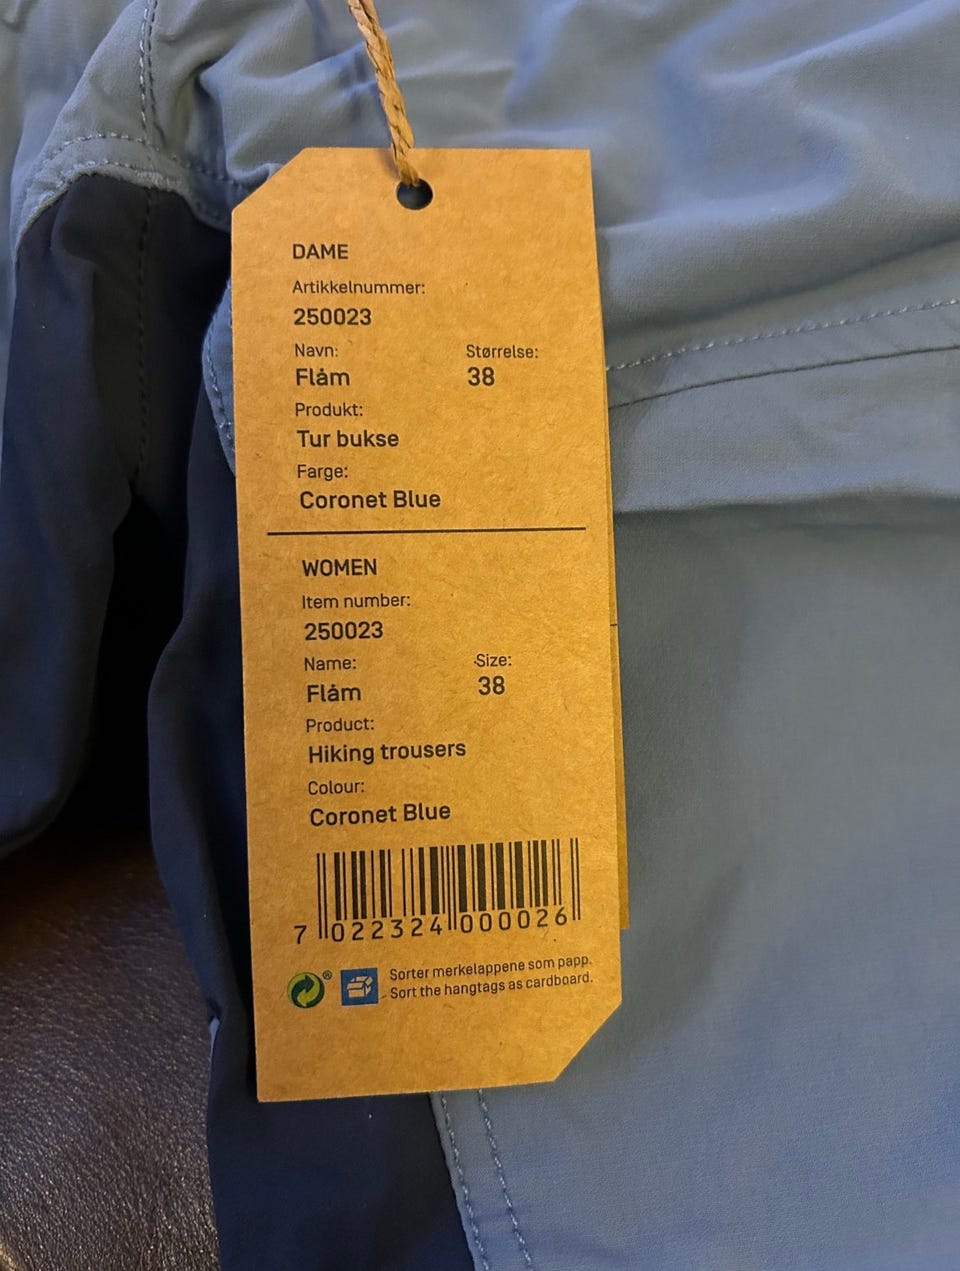 DAME
Artikkelnummer:
250023
Navn: Størrelse:
Flåm 38
Produkt:
Tur bukse
Farge:
Coronet Blue
WOMEN
Item number:
250023
Name: Size:
Flåm 38
Product:
Hiking trousers
Colour:
Coronet Blue
7 022324 000026
®
Sorter merkelappene som papp.
Sort the hangtags as cardboard.